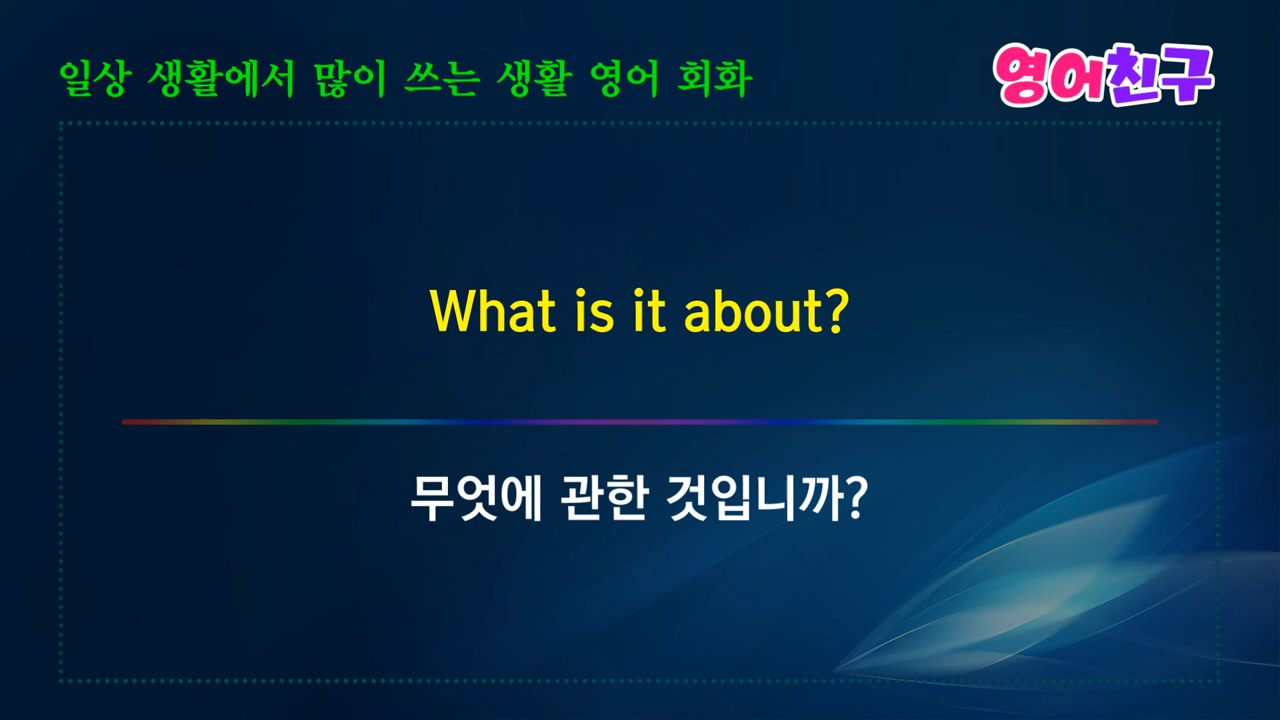 일상 생활에서 많이 쓰는 생활 영어 회화
영어친구
What is it about?
무엇에 관한 것입니까?